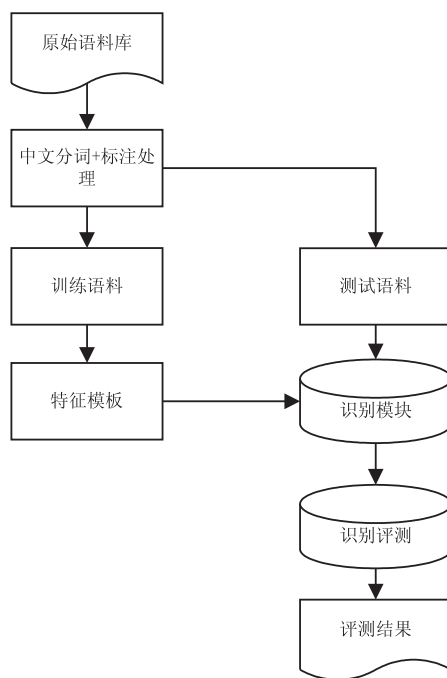 原始语料库
中文分词+标注处
理
训练语料
测试语料
特征模板
识别模块
识别评测
评测结果